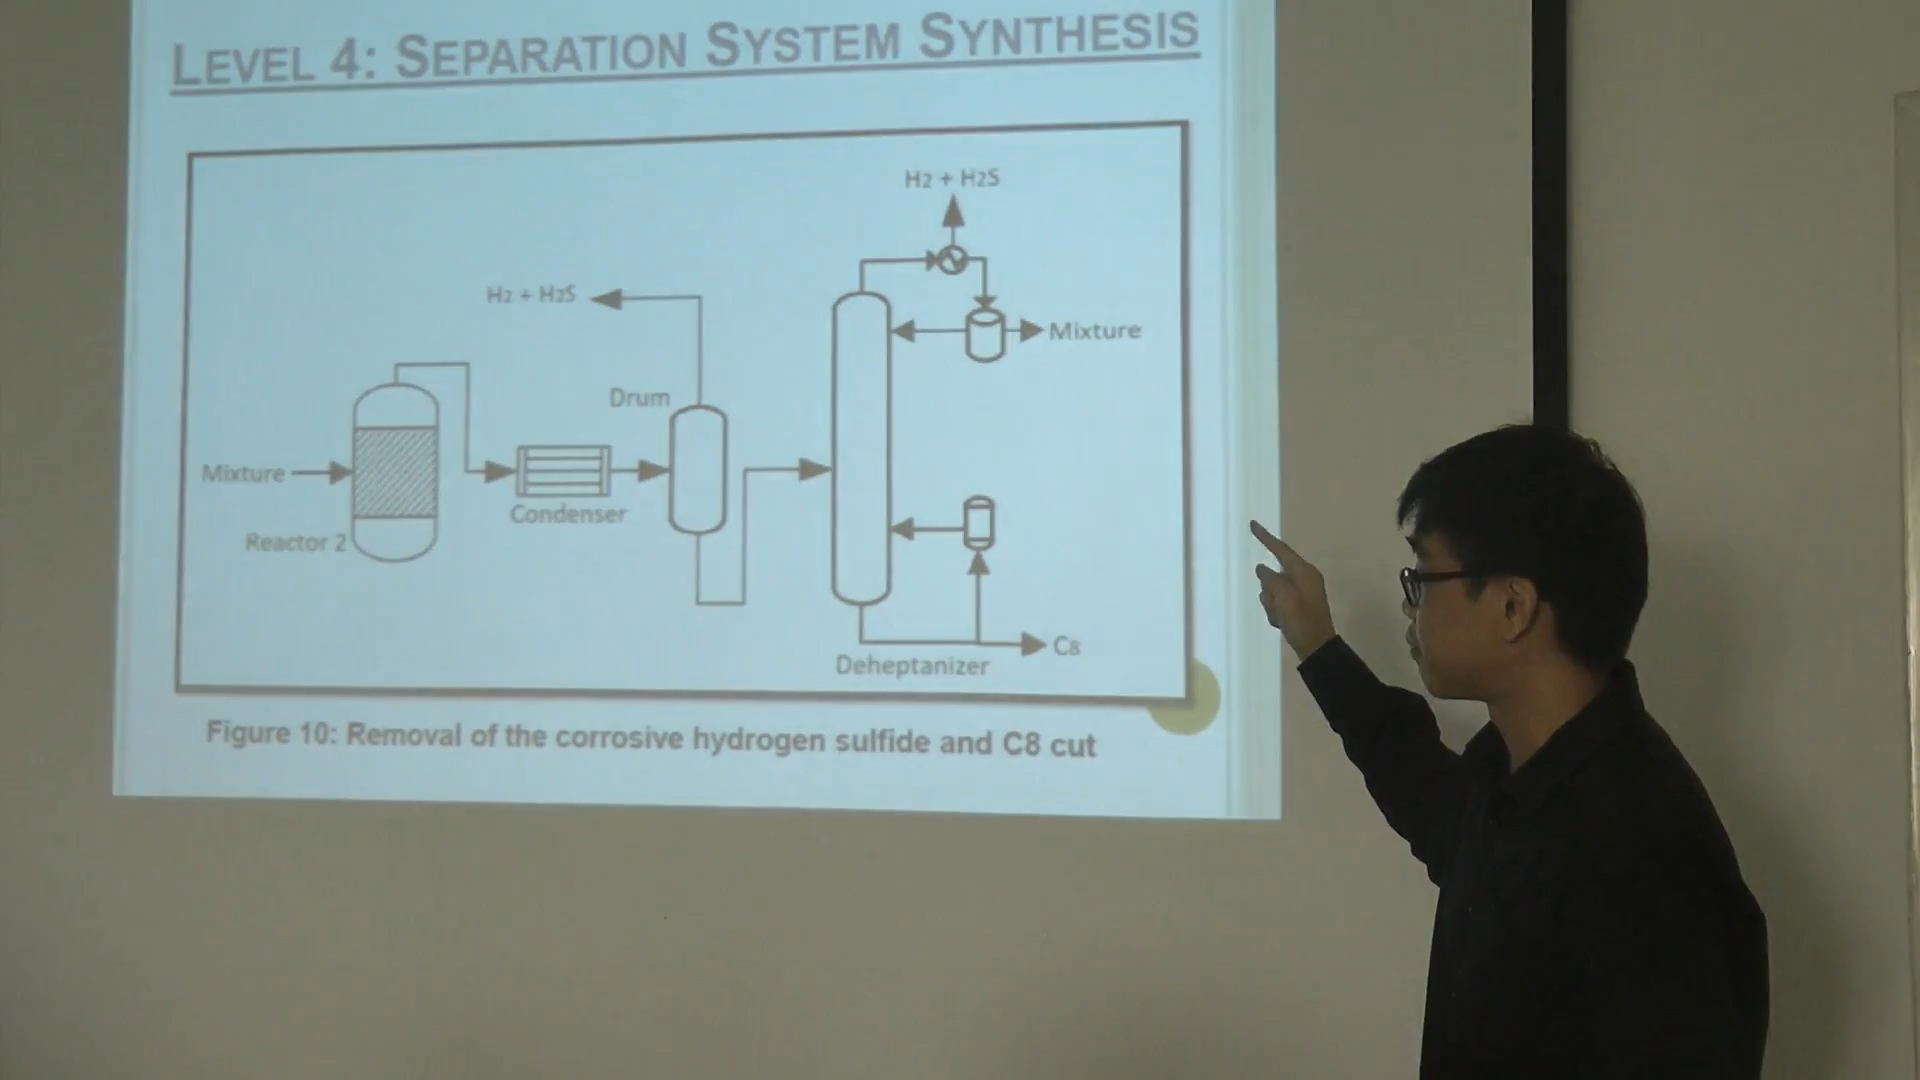 LEVEL 4: SEPARATION SYSTEM SYNTHESIS
H2 + H2S
H2 + H2S
Mixture
Drum
Mixture
Condenser
Reactor 2
C8
Deheptanizer
Figure 10: Removal of the corrosive hydrogen sulfide and C8 cut